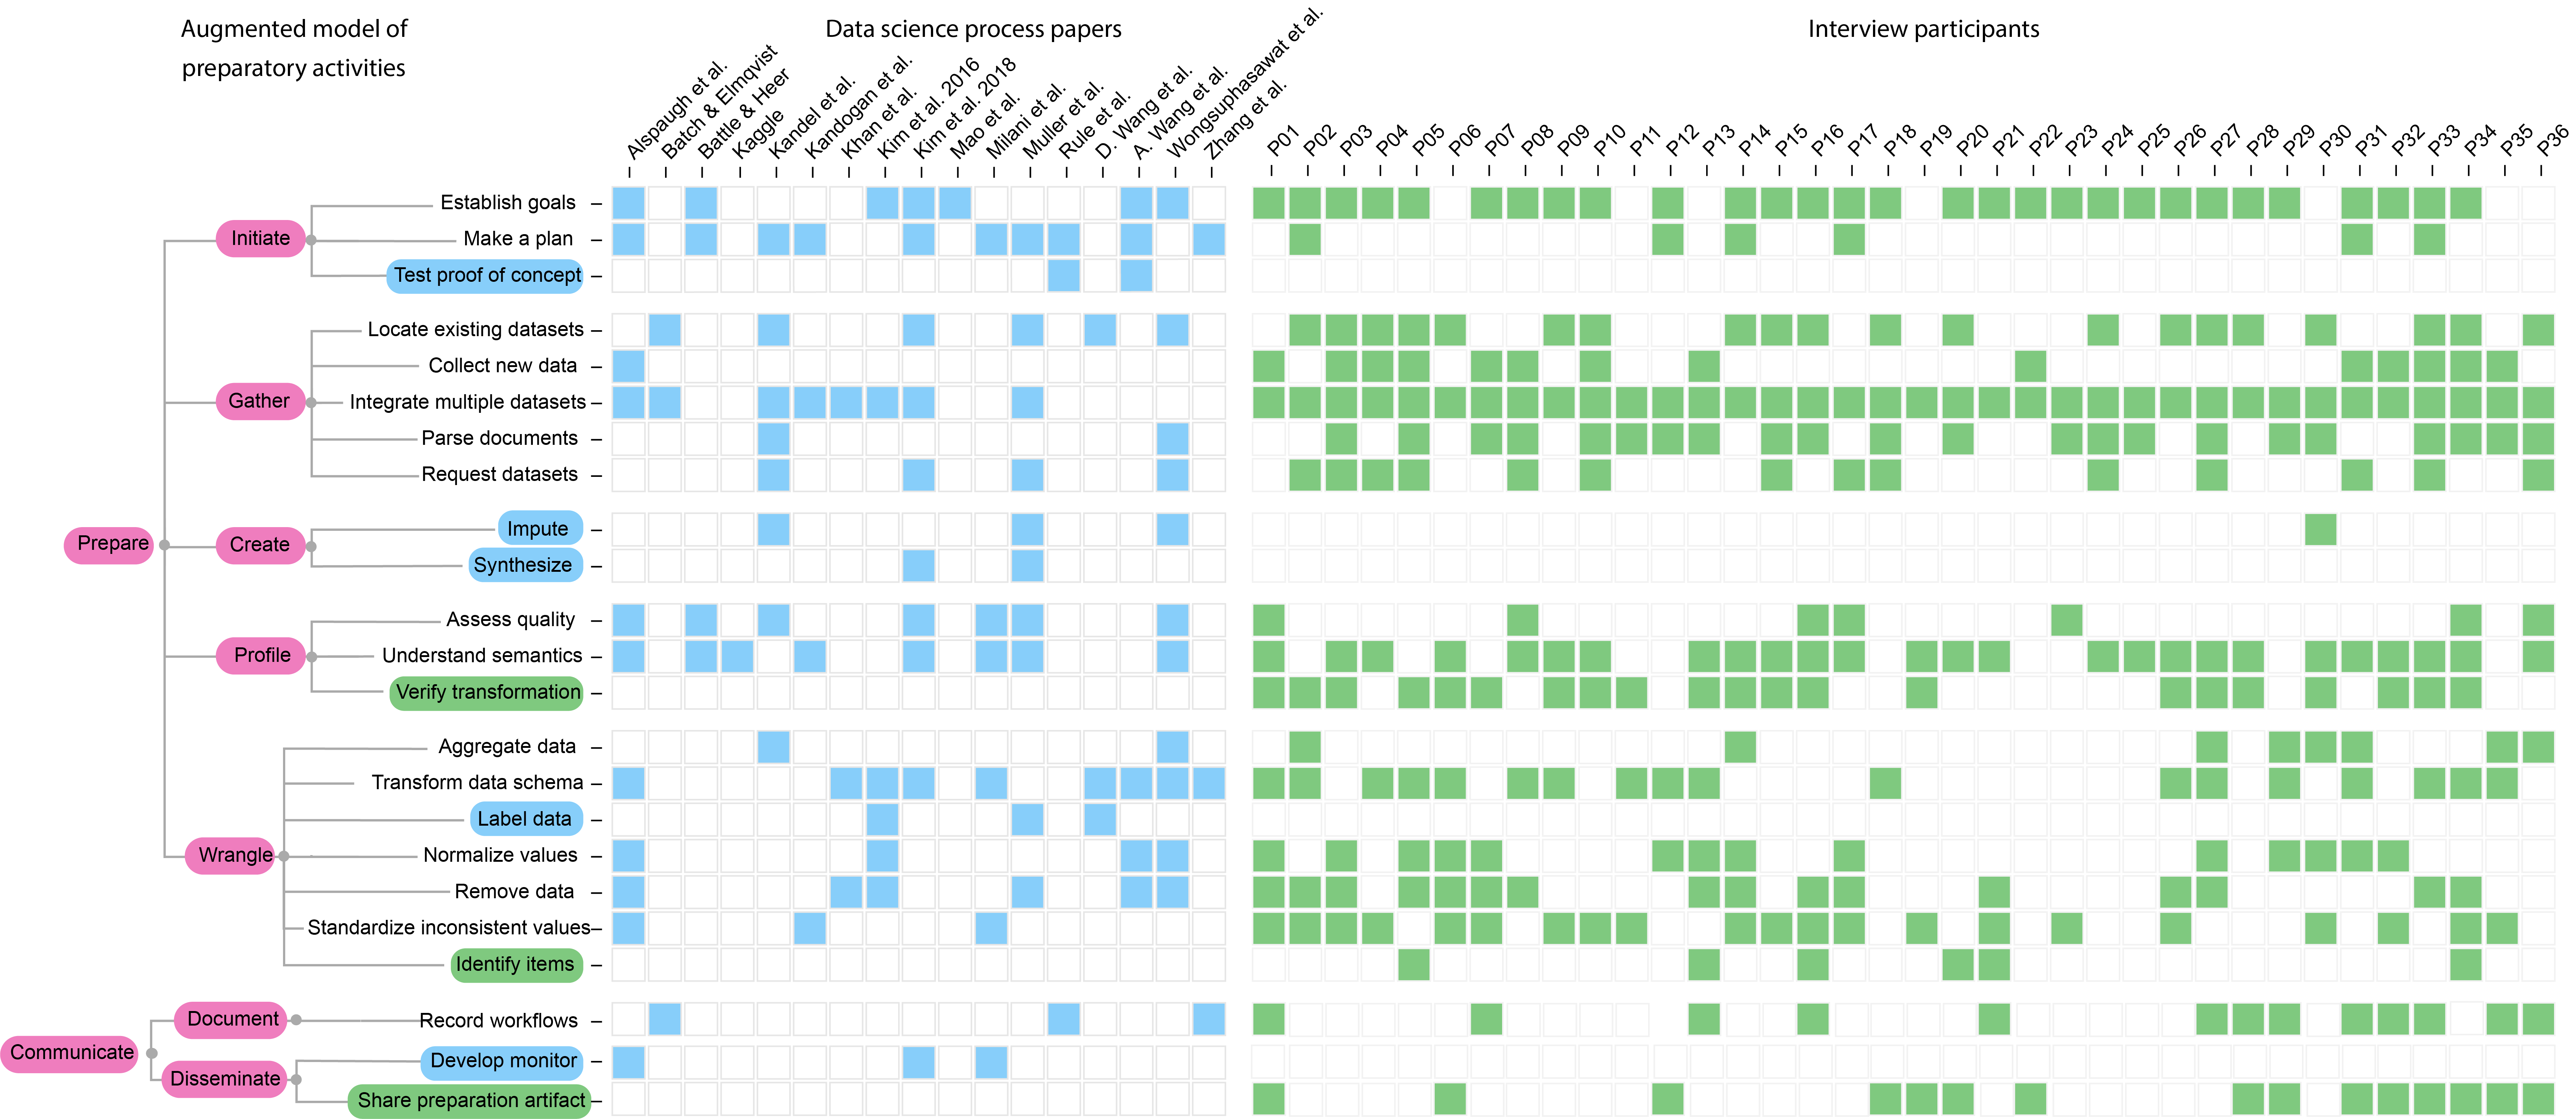 Augmented model of
preparatory activities
Data science process papers
Interview participants
Alspaugh et al.
Batch & Elmqvist
Battle & Heer
Kaggle
Kandel et al.
Kandogan et al.
Khan et al.
Kim et al. 2016
Kim et al. 2018
Mao et al.
Milani et al.
Muller et al.
Rule et al.
D. Wang et al.
A. Wang et al.
Wongsuphasawat et al.
Zhang et al.
P01
P02
P03
P04
P05
P06
P07
P08
P09
P10
P11
P12
P13
P14
P15
P16
P17
P18
P19
P20
P21
P22
P23
P24
P25
P26
P27
P28
P29
P30
P31
P32
P33
P34
P35
P36
Prepare
Initiate
Establish goals
Make a plan
Test proof of concept
Gather
Locate existing datasets
Collect new data
Integrate multiple datasets
Parse documents
Request datasets
Create
Impute
Synthesize
Profile
Assess quality
Understand semantics
Verify transformation
Wrangle
Aggregate data
Transform data schema
Label data
Normalize values
Remove data
Standardize inconsistent values
Identify items
Communicate
Document
Record workflows
Disseminate
Develop monitor
Share preparation artifact